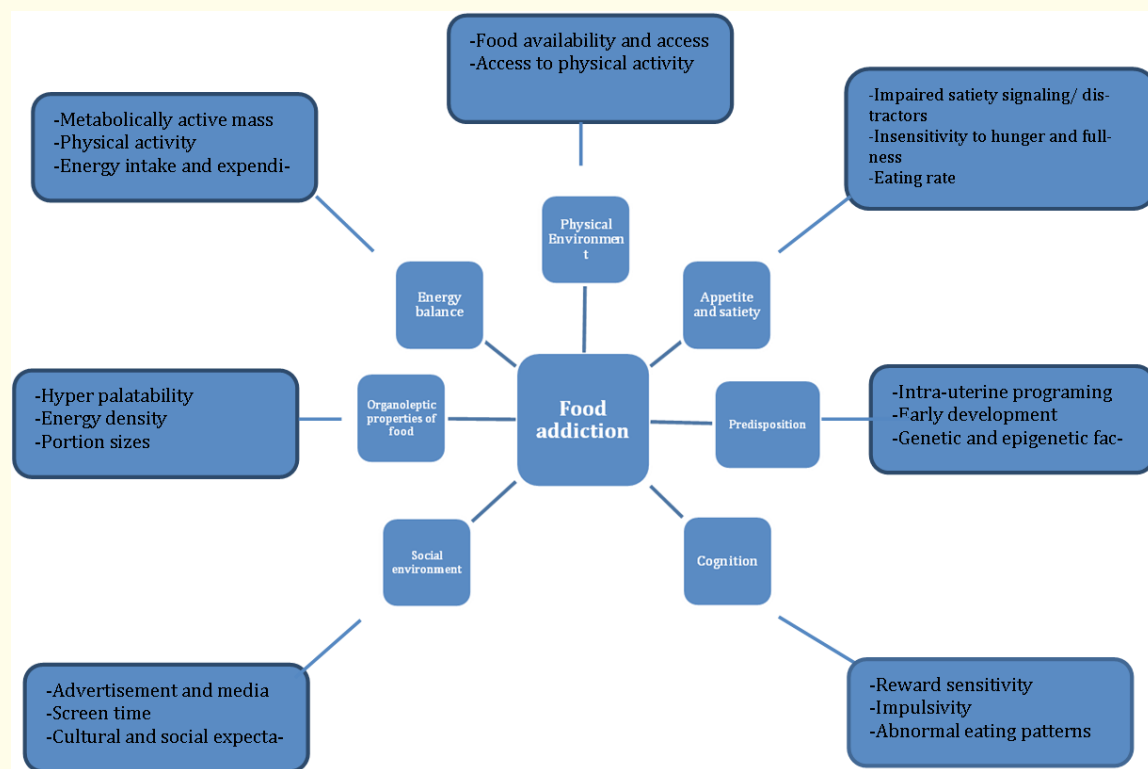 -Food availability and access
-Access to physical activity
-Metabolically active mass
-Physical activity
-Energy intake and expendi-
-Impaired satiety signaling/ dis-
tractors
-Insensitivity to hunger and full-
ness
-Eating rate
Physical
Environmen
t
Energy
balance
Appetite
and satiety
-Hyper palatability
-Energy density
-Portion sizes
Organoleptic
properties of
food
Food
addiction
Predisposition
-Intra-uterine programing
-Early development
-Genetic and epigenetic fac-
Social
environment
Cognition
-Advertisement and media
-Screen time
-Cultural and social expecta-
-Reward sensitivity
-Impulsivity
-Abnormal eating patterns